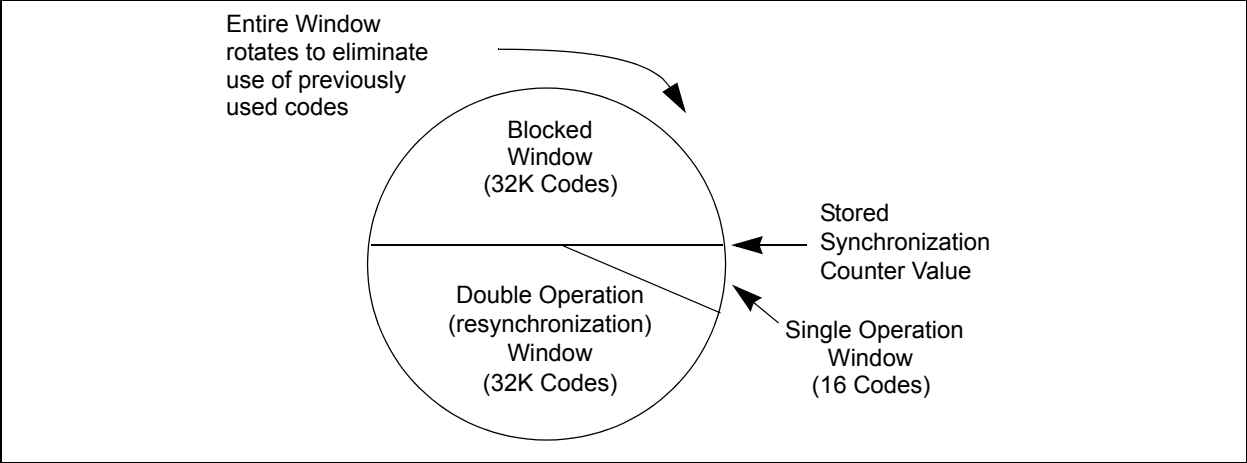 Entire Window
rotates to eliminate
use of previously
used codes
Blocked
Window
(32K Codes)
Stored
Synchronization
Counter Value
Double Operation
(resynchronization)
Window
(32K Codes)
Single Operation
Window
(16 Codes)